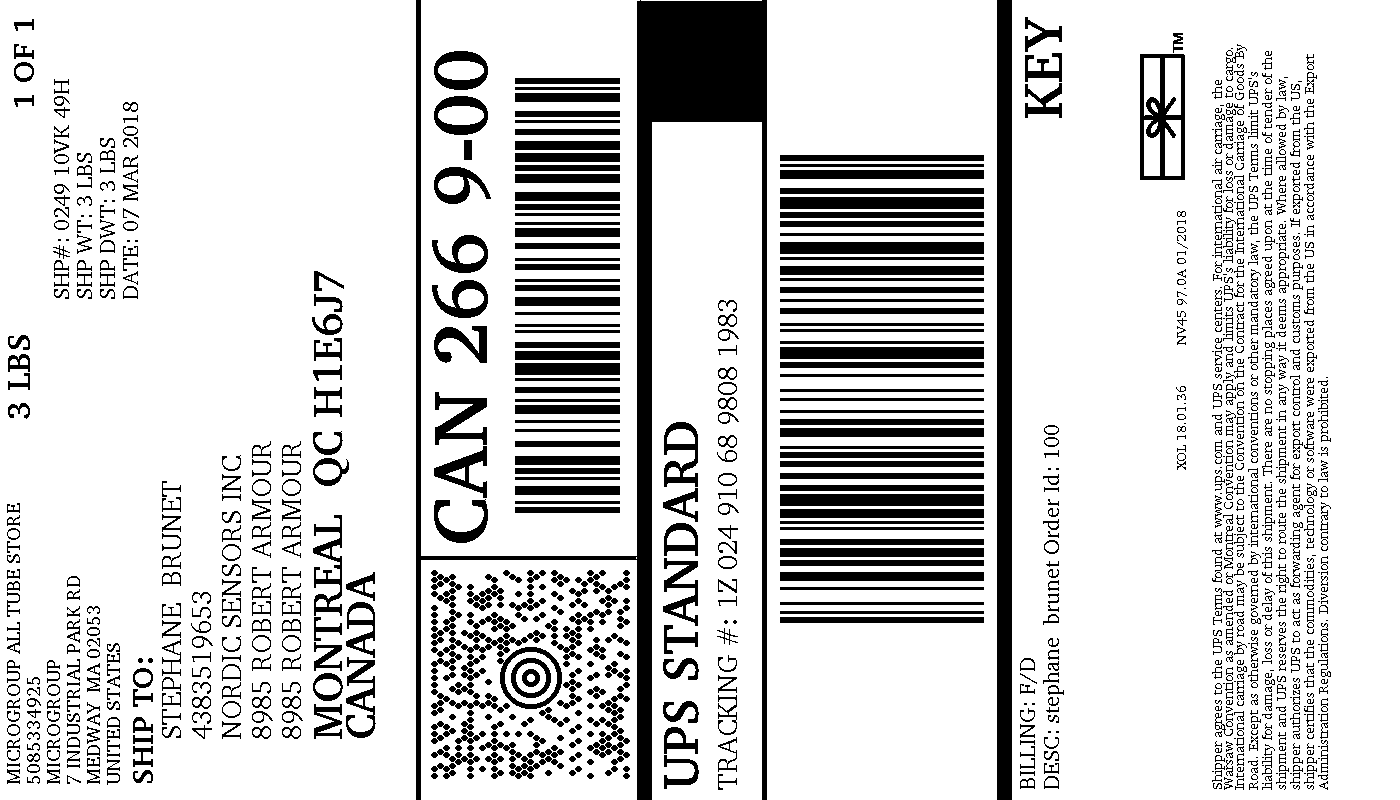 MICROGROUP ALL TUBE STORE
5085334925
MICROGROUP
7 INDUSTRIAL PARK RD
MEDWAY MA 02053
UNITED STATES
3 LBS
1 OF 1
SHP#: 0249 10VK 49H
SHP WT: 3 LBS
SHP DWT: 3 LBS
DATE: 07 MAR 2018
SHIP TO:
STEPHANE BRUNET
4383519653
NORDIC SENSORS INC.
8985 ROBERT ARMOUR
8985 ROBERT ARMOUR
MONTREAL QC H1E6J7
CANADA
CAN 266 9-00
UPS STANDARD
TRACKING #: 1Z 024 910 68 9808 1983
BILLING: F/D
DESC: stephane brunet Order Id: 100
KEY
XOL 18.01.36 NV45 97.0A 01/2018
TM
Shipper agrees to the UPS Terms found at www.ups.com and UPS service centers. For international air carriage, the
Warsaw Convention as amended or Montreal Convention may apply and limits UPS's liability for loss or damage to cargo.
International carriage by road may be subject to the Convention on the Contract for the International Carriage of Goods By
Road. Except as otherwise governed by international conventions or other mandatory law, the UPS Terms limit UPS's
liability for damage, loss or delay of this shipment. There are no stopping places agreed upon at the time of tender of the
shipment and UPS reserves the right to route the shipment in any way it deems appropriate. Where allowed by law,
shipper authorizes UPS to act as forwarding agent for export control and customs purposes. If exported from the US,
shipper certifies that the commodities, technology or software were exported from the US in accordance with the Export
Administration Regulations. Diversion contrary to law is prohibited.